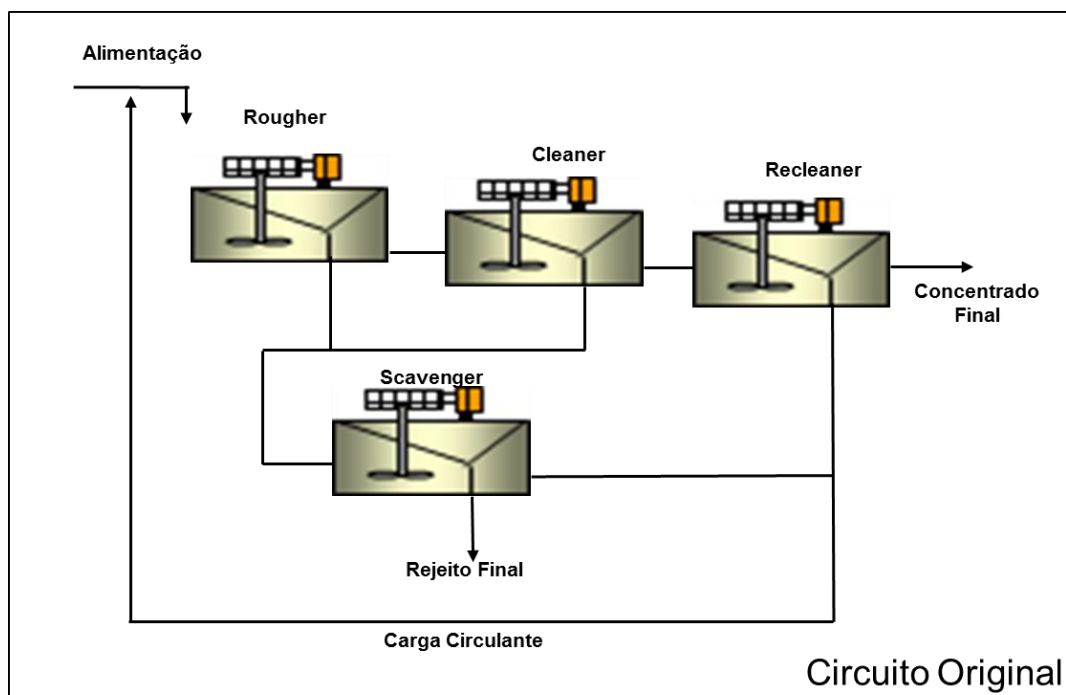 Alimentação
Rougher
Cleaner
Recleaner
Concentrado
Final
Scavenger
Rejeito Final
Carga Circulante
Circuito Original